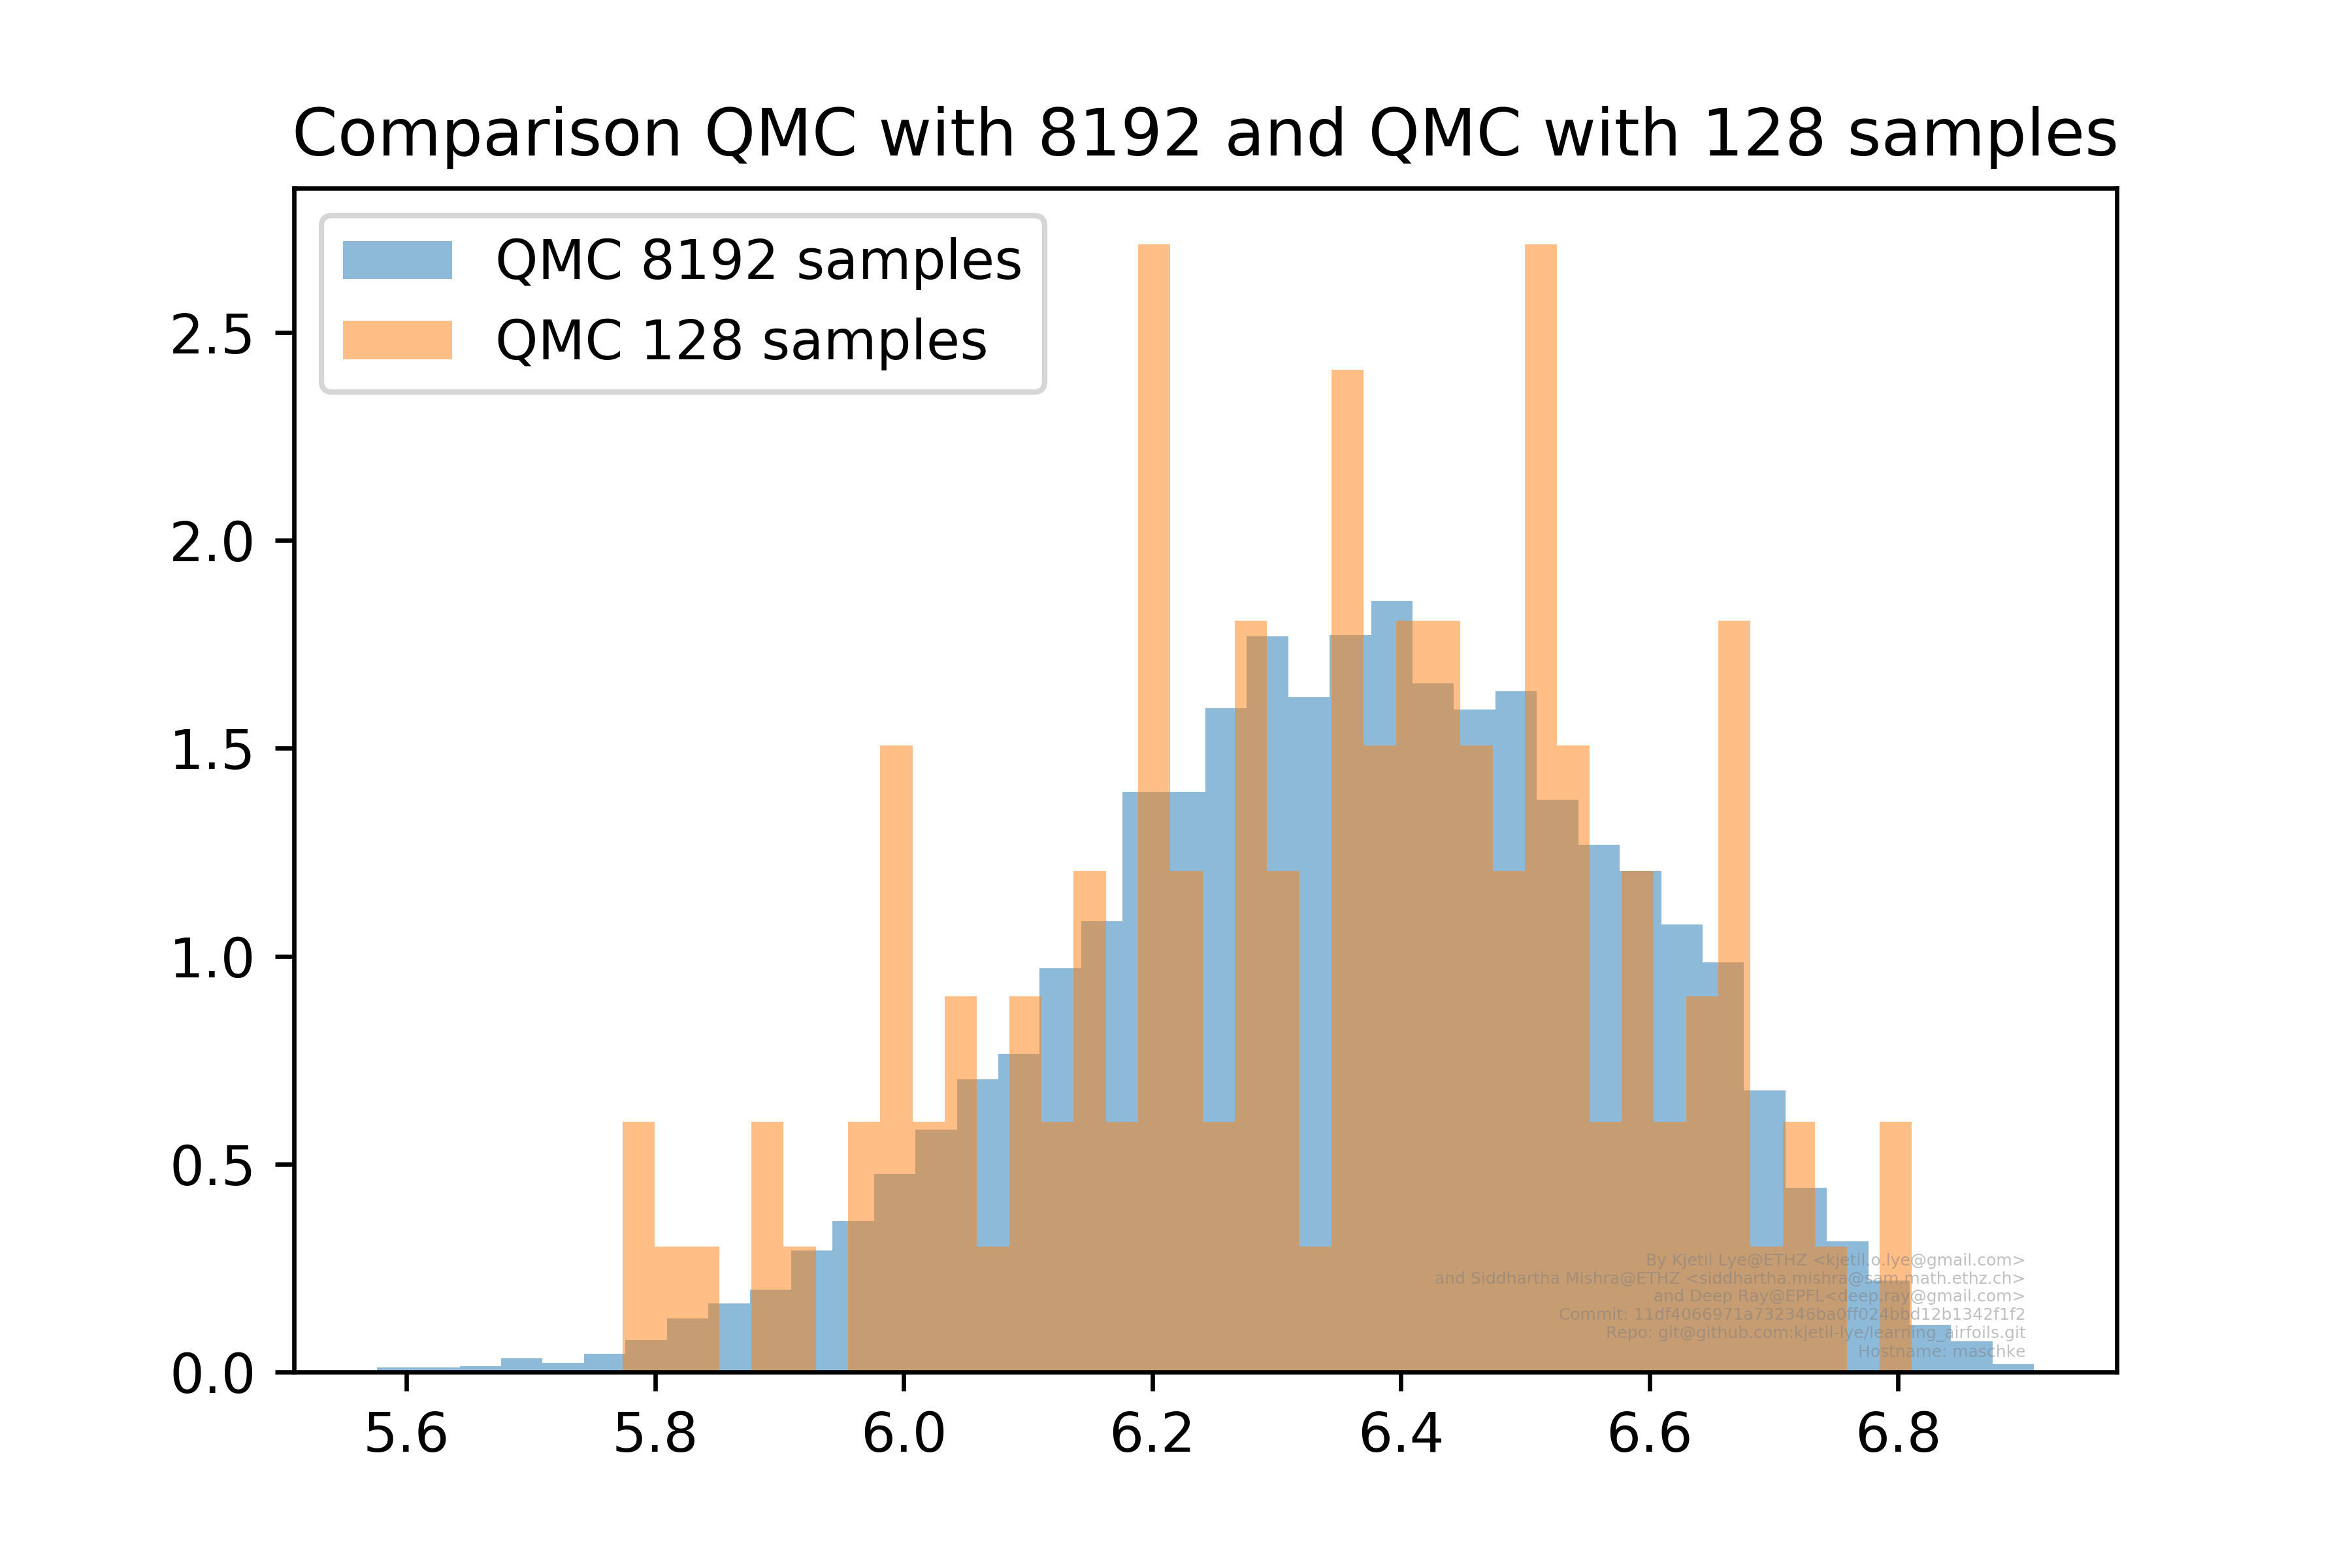 Comparison QMC with 8192 and QMC with 128 samples
QMC 8192 samples
QMC 128 samples
2.5
2.0
1.5
1.0
0.5
0.0
5.6 5.8 6.0 6.2 6.4 6.6 6.8
By Kjetil Lye@ETHZ <kjetil.o.lye@gmail.com>
and Siddhartha Mishra@ETHZ <siddhartha.mishra@sam.math.ethz.ch>
and Deep Ray@EPFL<deep.ray@gmail.com>
Commit: 11df4066971a732346ba0ff024bbd12b1342f1f2
Repo: git@github.com:kjetil-lye/learning_airfoils.git
Hostname: maschke